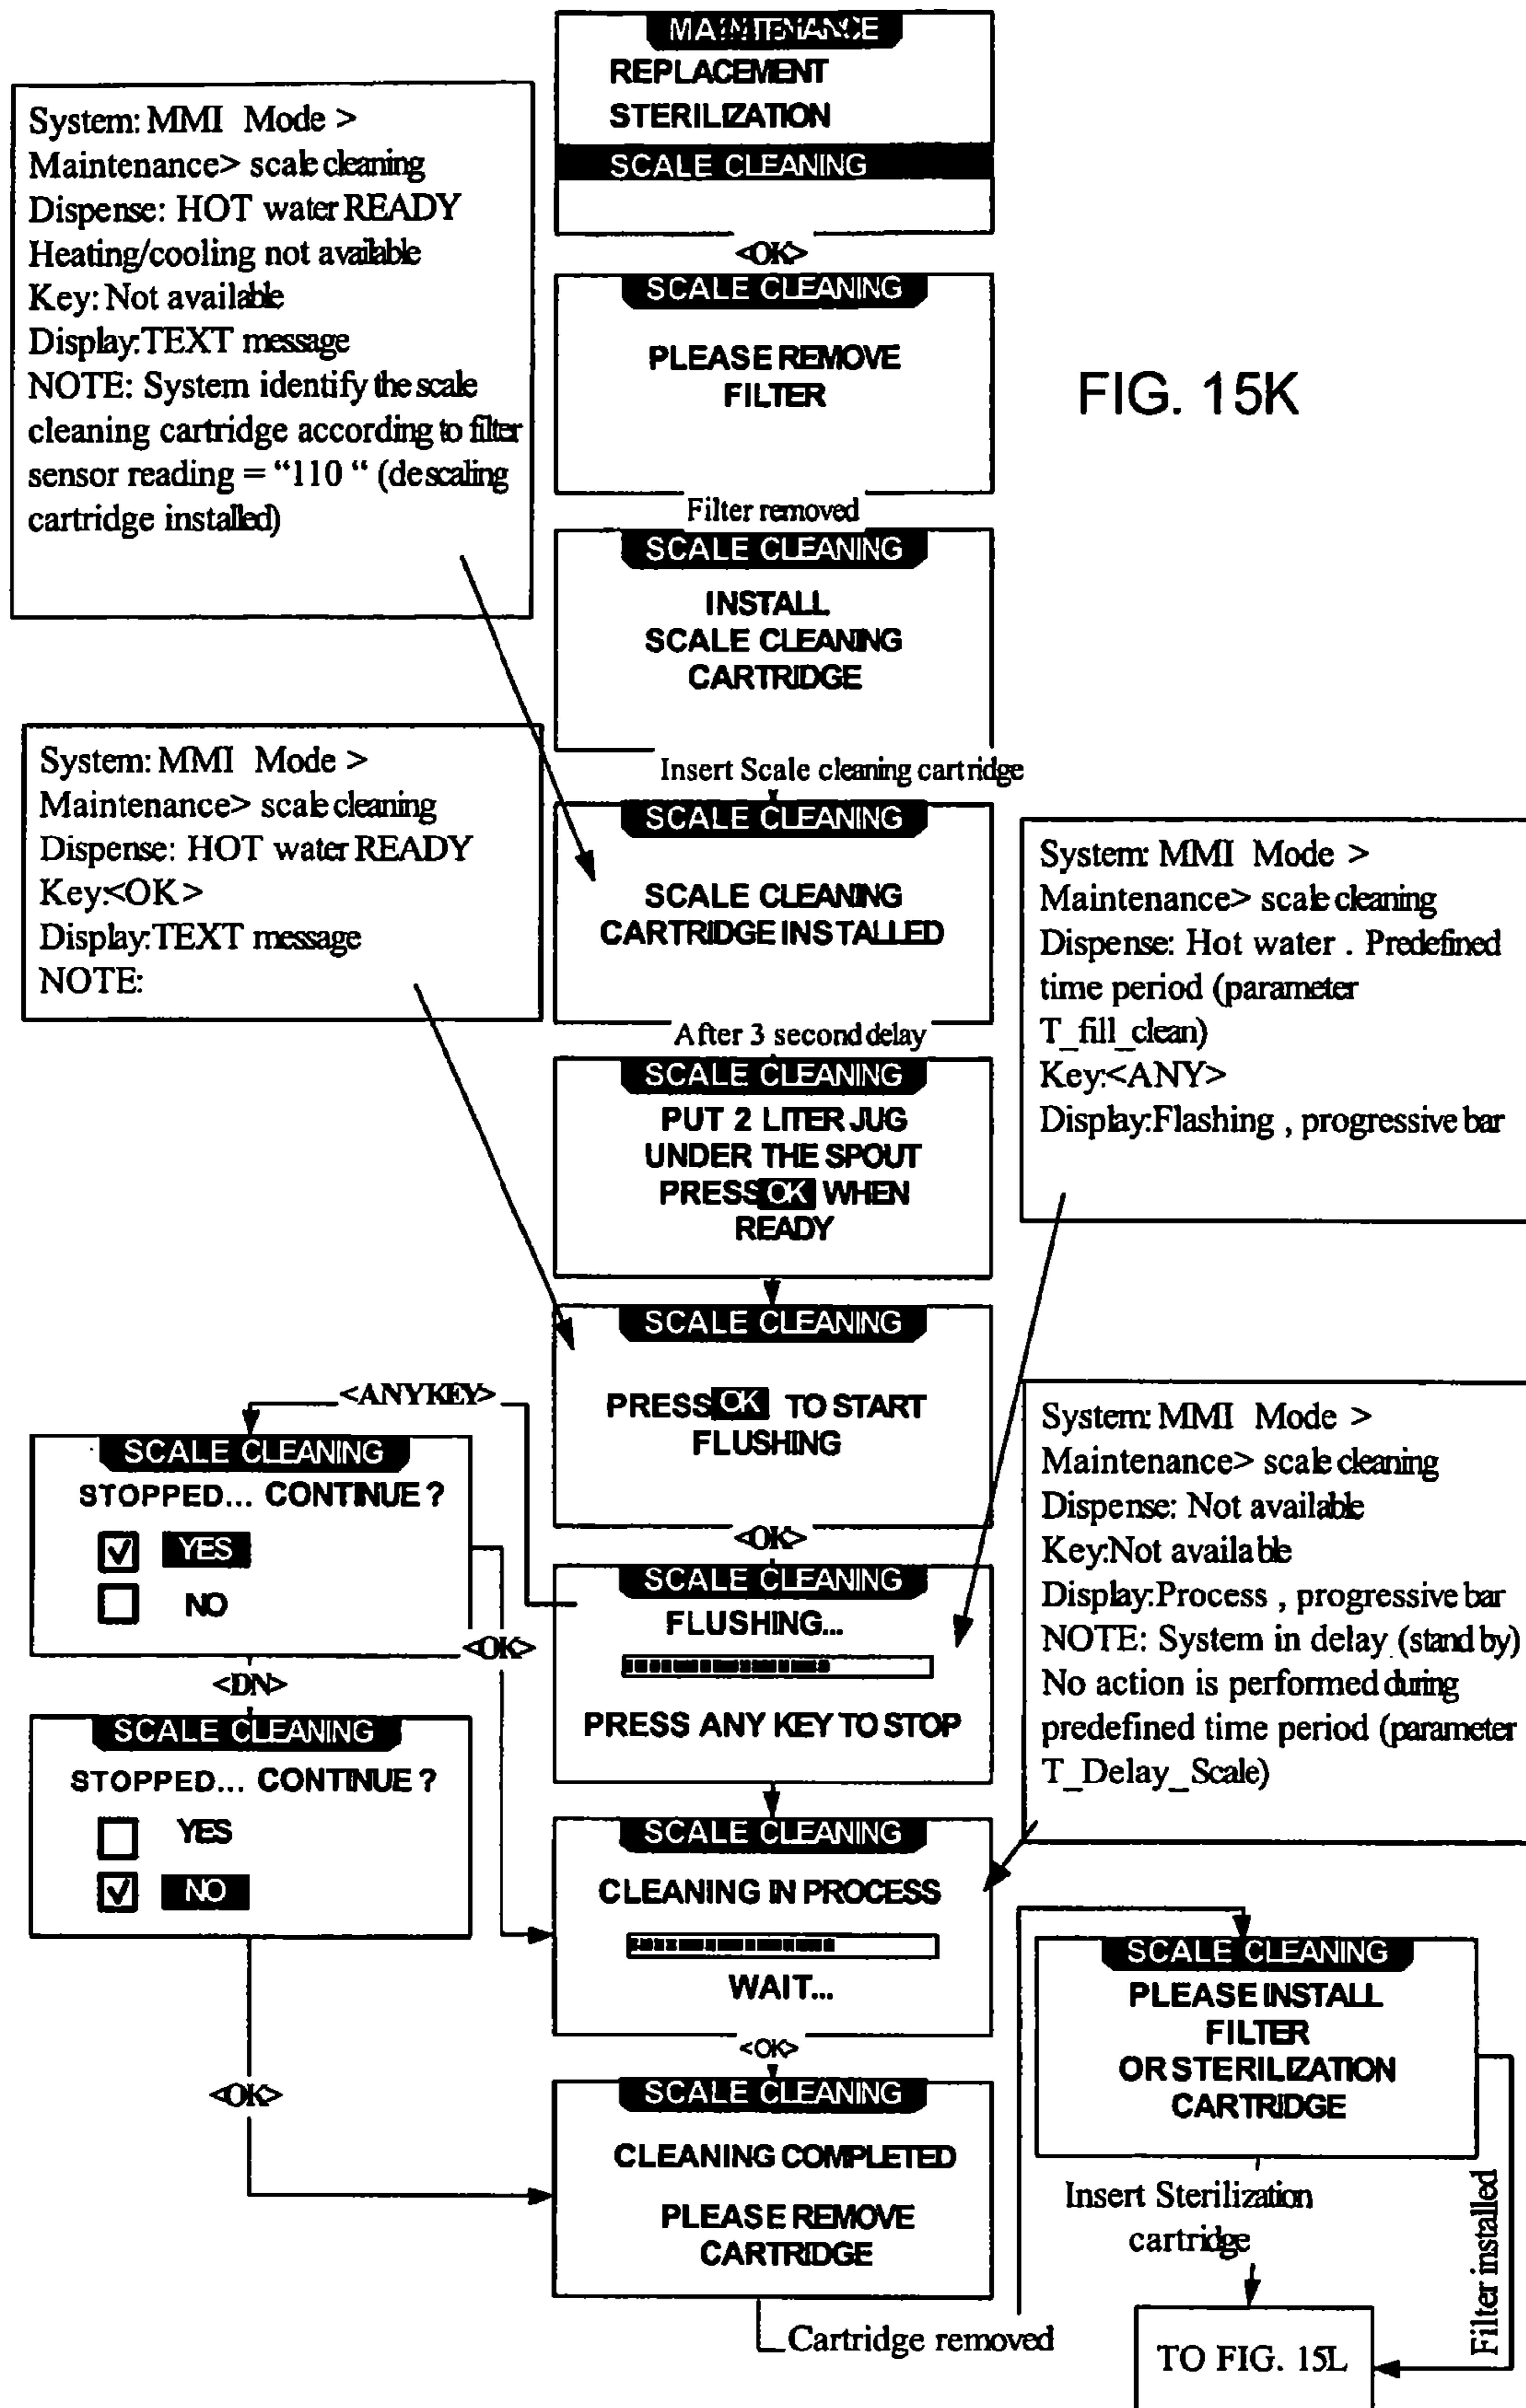 MAINTENANCE
REPLACEMENT
STERILIZATION
SCALE CLEANING
<OK>
System: MMI Mode >
Maintenance> scale cleaning
Dispense: HOT water READY
Heating/cooling not available
Key: Not available
Display:TEXT message
NOTE: System identify the scale
cleaning cartridge according to filter
sensor reading = “110 “ (descaling
cartridge installed)
SCALE CLEANING
PLEASE REMOVE
FILTER
FIG. 15K
Filter removed
SCALE CLEANING
INSTALL
SCALE CLEANING
CARTRIDGE
Insert Scale cleaning cartridge
System: MMI Mode >
Maintenance> scale cleaning
Dispense: HOT water READY
Key:<OK>
Display:TEXT message
NOTE:
SCALE CLEANING
SCALE CLEANING
CARTRIDGE INSTALLED
After 3 second delay
System: MMI Mode >
Maintenance> scale cleaning
Dispense: Hot water . Predefined
time period (parameter
T_fill_clean)
Key:<ANY>
Display:Flashing , progressive bar
SCALE CLEANING
PUT 2 LITER JUG
UNDER THE SPOUT
PRESS OK WHEN
READY
SCALE CLEANING
PRESS OK TO START
FLUSHING
<OK>
<ANYKEY>
SCALE CLEANING
STOPPED... CONTINUE ?
YES
NO
<OK>
<DN>
SCALE CLEANING
FLUSHING...
PRESS ANY KEY TO STOP
System: MMI Mode >
Maintenance> scale cleaning
Dispense: Not available
Key:Not available
Display:Process , progressive bar
NOTE: System in delay (stand by)
No action is performed during
predefined time period (parameter
T_Delay_Scale)
SCALE CLEANING
STOPPED... CONTINUE ?
YES
NO
<OK>
SCALE CLEANING
CLEANING IN PROCESS
WAIT...
<OK>
SCALE CLEANING
CLEANING COMPLETED
PLEASE REMOVE
CARTRIDGE
Cartridge removed
SCALE CLEANING
PLEASE INSTALL
FILTER
OR STERILIZATION
CARTRIDGE
Insert Sterilization
cartridge
Filter installed
TO FIG. 15L